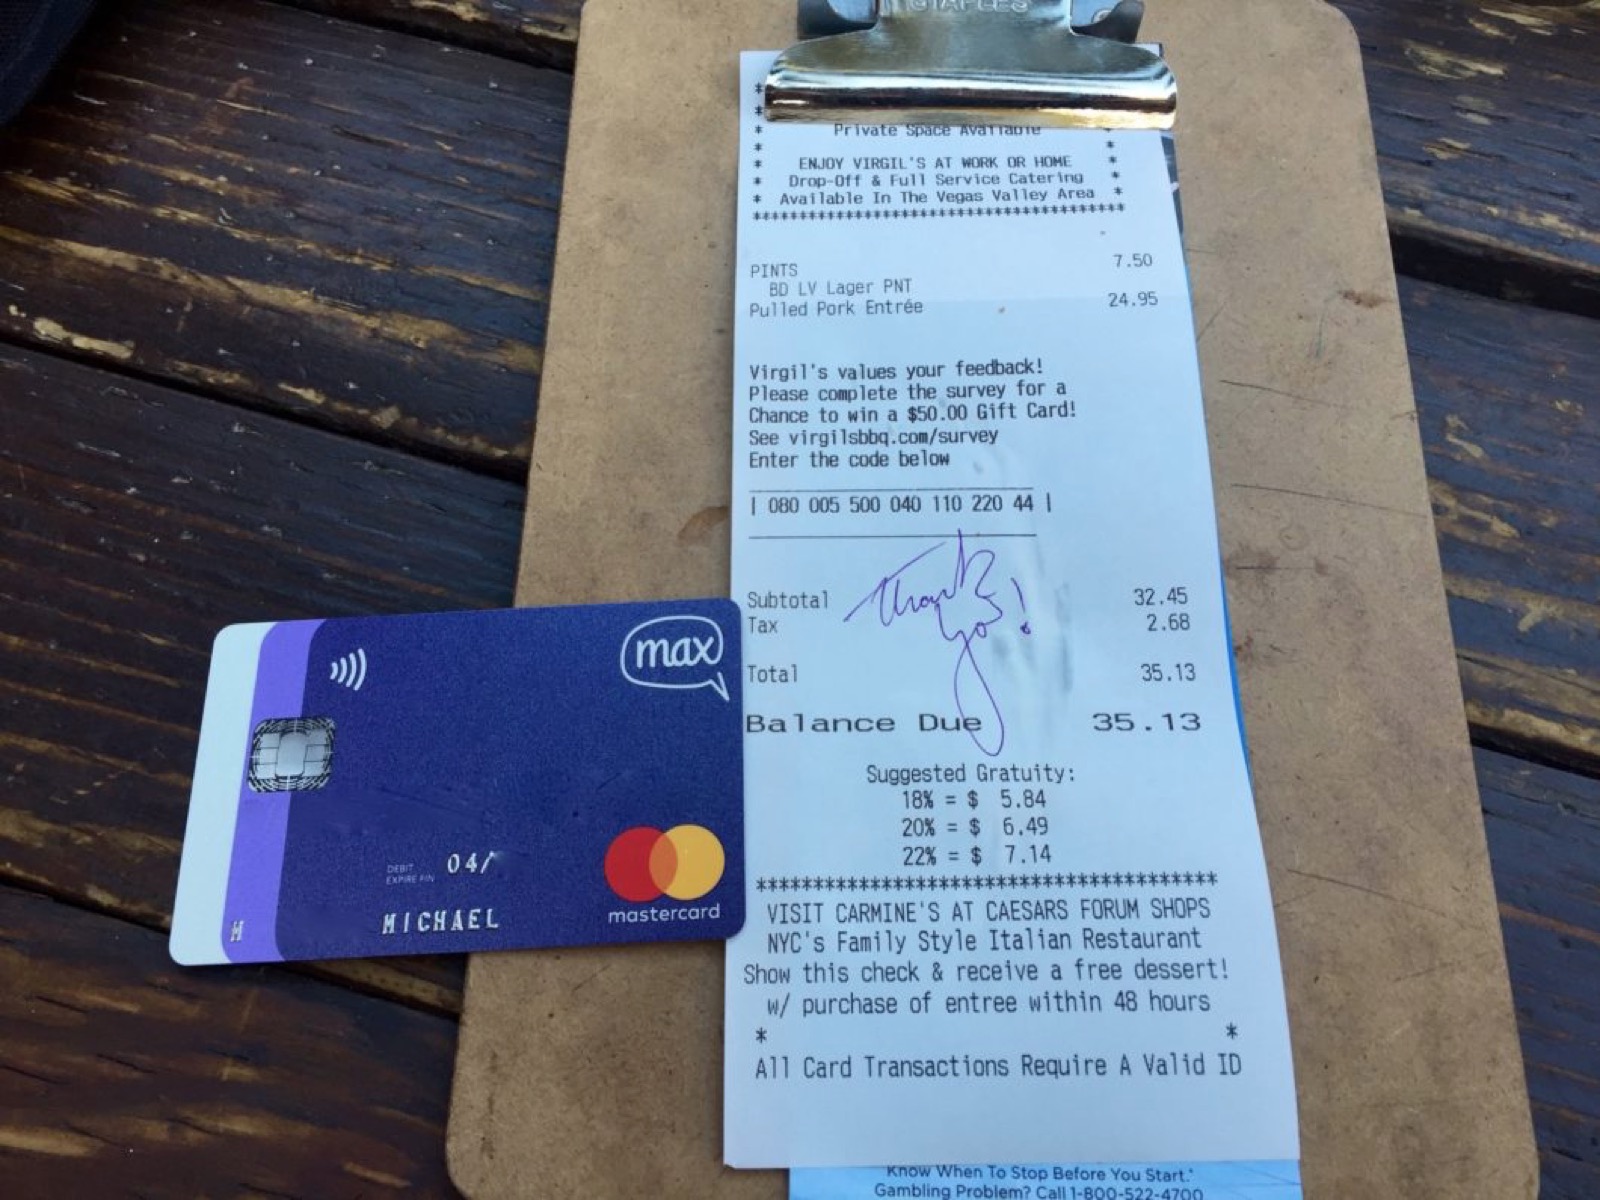 STAPLES
*
*
* Private Space Available *
*
* ENJOY VIRGIL'S AT WORK OR HOME *
* Drop-Off & Full Service Catering *
* Available In The Vegas Valley Area *
****************************************
PINTS 7.50
BD LV Lager PNT
Pulled Pork Entrée 24.95
Virgil's values your feedback!
Please complete the survey for a
Chance to win a $50.00 Gift Card!
See virgilsbbq.com/survey
Enter the code below
| 080 005 500 040 110 220 44 |
Thank
you!
Subtotal 32.45
Tax 2.68
Total 35.13
Balance Due 35.13
Suggested Gratuity:
18% = $ 5.84
20% = $ 6.49
22% = $ 7.14
****************************************
VISIT CARMINE'S AT CAESARS FORUM SHOPS
NYC's Family Style Italian Restaurant
Show this check & receive a free dessert!
w/ purchase of entree within 48 hours
* *
All Card Transactions Require A Valid ID
Know When To Stop Before You Start.®
Gambling Problem? Call 1-800-522-4700
max
DEBIT
04/
MICHAEL
M
mastercard